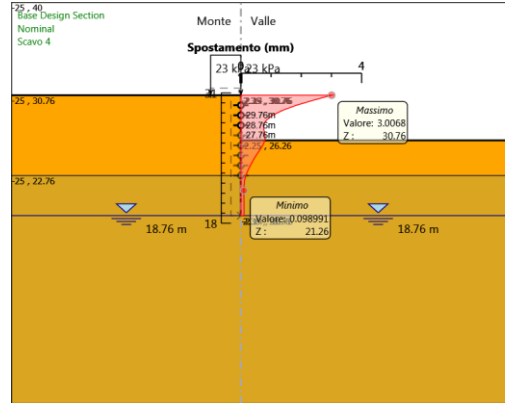 -25 , 40
Base Design Section
Nominal
Scavo 4
Monte
Valle
Spostamento (mm)
4
23 kPa
23 kPa
-25 , 30.76
29.76m
28.76m
27.76m
2.25 , 26.26
Massimo
Valore: 3.0068
Z : 30.76
-25 , 22.76
Minimo
Valore: 0.098991
Z : 21.26
18
18.76 m
18.76 m